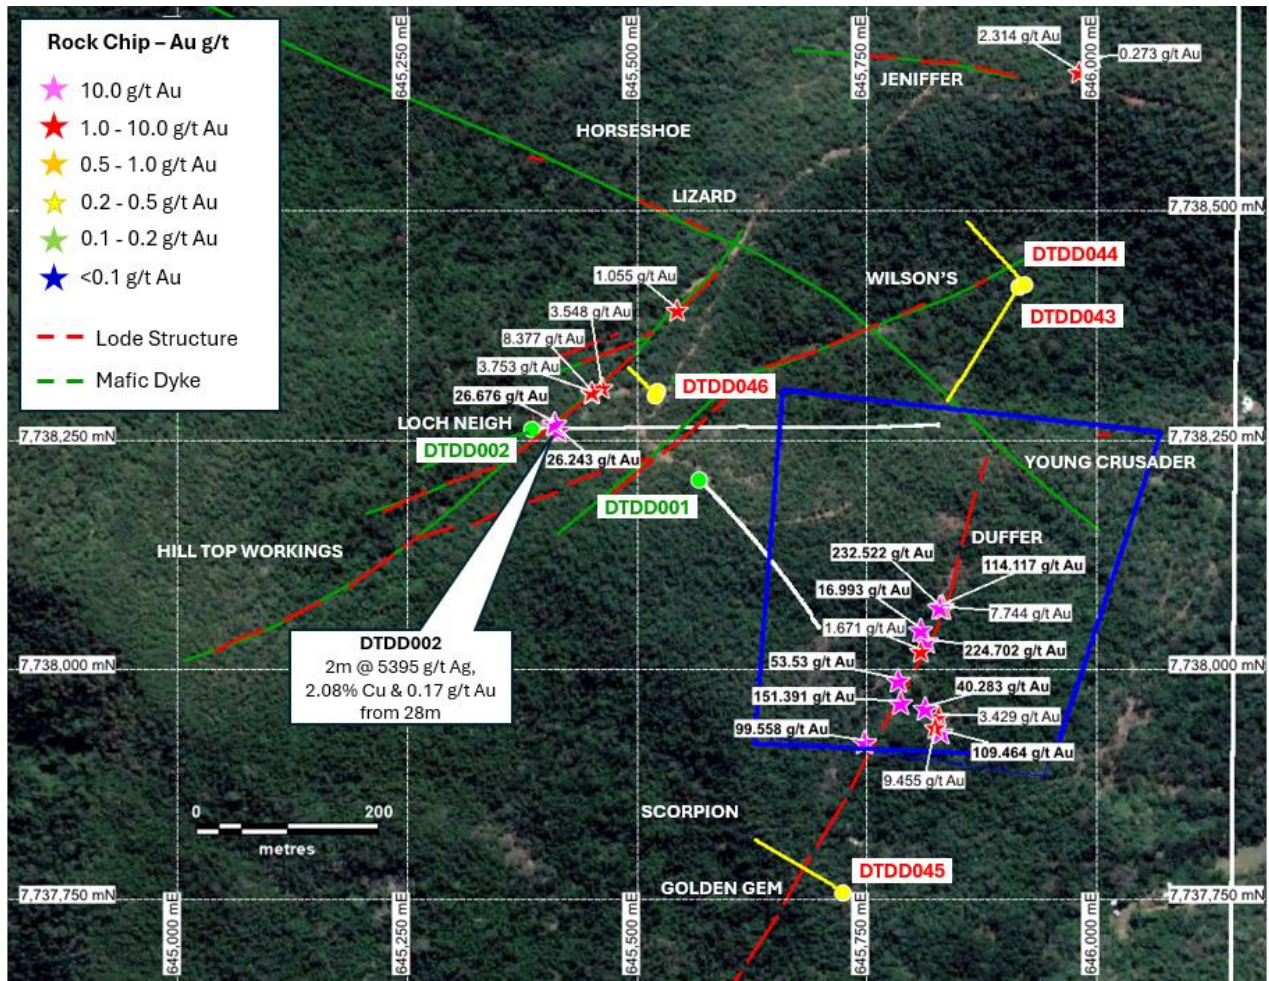 Rock Chip – Au g/t
10.0 g/t Au
1.0 - 10.0 g/t Au
0.5 - 1.0 g/t Au
0.2 - 0.5 g/t Au
0.1 - 0.2 g/t Au
<0.1 g/t Au
Lode Structure
Mafic Dyke
645,250 mE
645,500 mE
645,750 mE
646,000 mE
2.314 g/t Au
0.273 g/t Au
JENIFFER
HORSESHOE
LIZARD
7,738,500 mN
7,738,500 mN
WILSON'S
DTDD044
DTDD043
1.055 g/t Au
3.548 g/t Au
8.377 g/t Au
3.753 g/t Au
26.676 g/t Au
DTDD046
LOCH NEIGH
7,738,250 mN
7,738,250 mN
DTDD002
26.243 g/t Au
YOUNG CRUSADER
DTDD001
HILL TOP WORKINGS
DUFFER
232.522 g/t Au
114.117 g/t Au
16.993 g/t Au
7.744 g/t Au
1.671 g/t Au
224.702 g/t Au
DTDD002
2m @ 5395 g/t Ag,
2.08% Cu & 0.17 g/t Au
from 28m
7,738,000 mN
7,738,000 mN
53.53 g/t Au
40.283 g/t Au
151.391 g/t Au
3.429 g/t Au
99.558 g/t Au
109.464 g/t Au
9.455 g/t Au
0
200
metres
SCORPION
DTDD045
GOLDEN GEM
7,737,750 mN
7,737,750 mN
645,000 mE
645,250 mE
645,500 mE
645,750 mE
646,000 mE